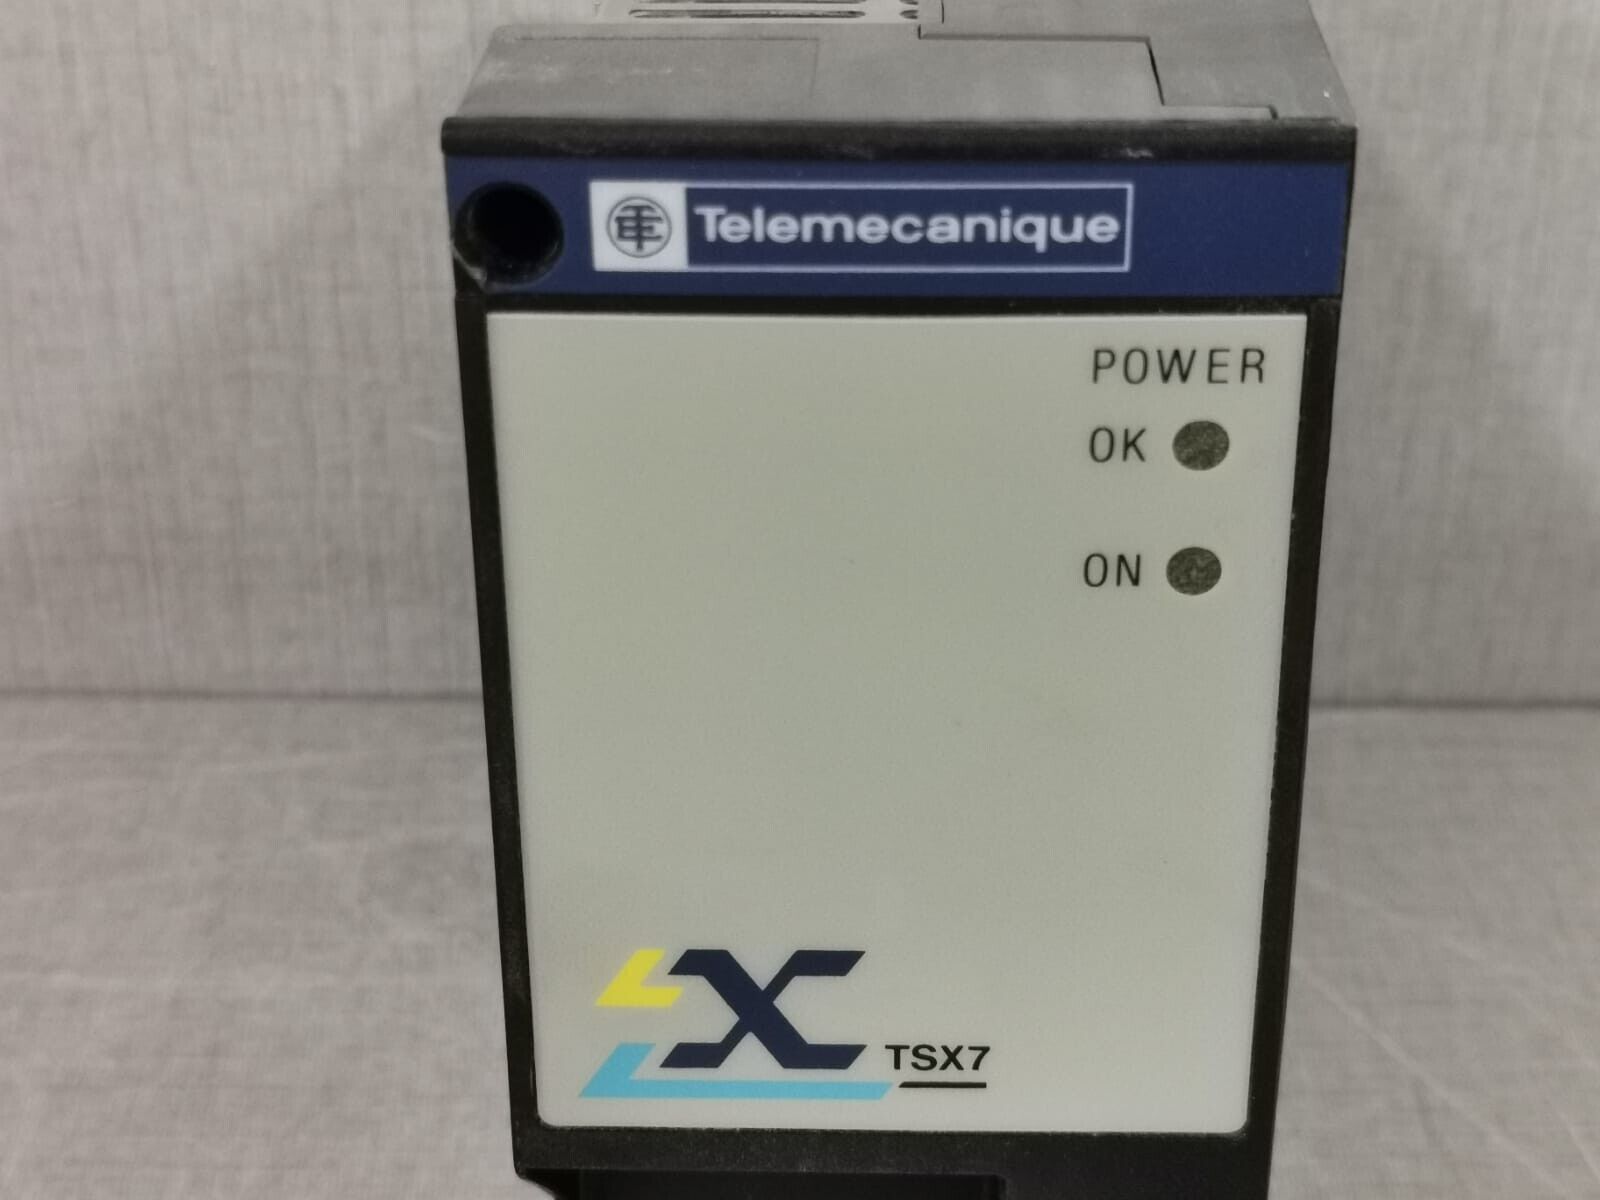 Telemecanique
POWER
OK
ON
X TSX7